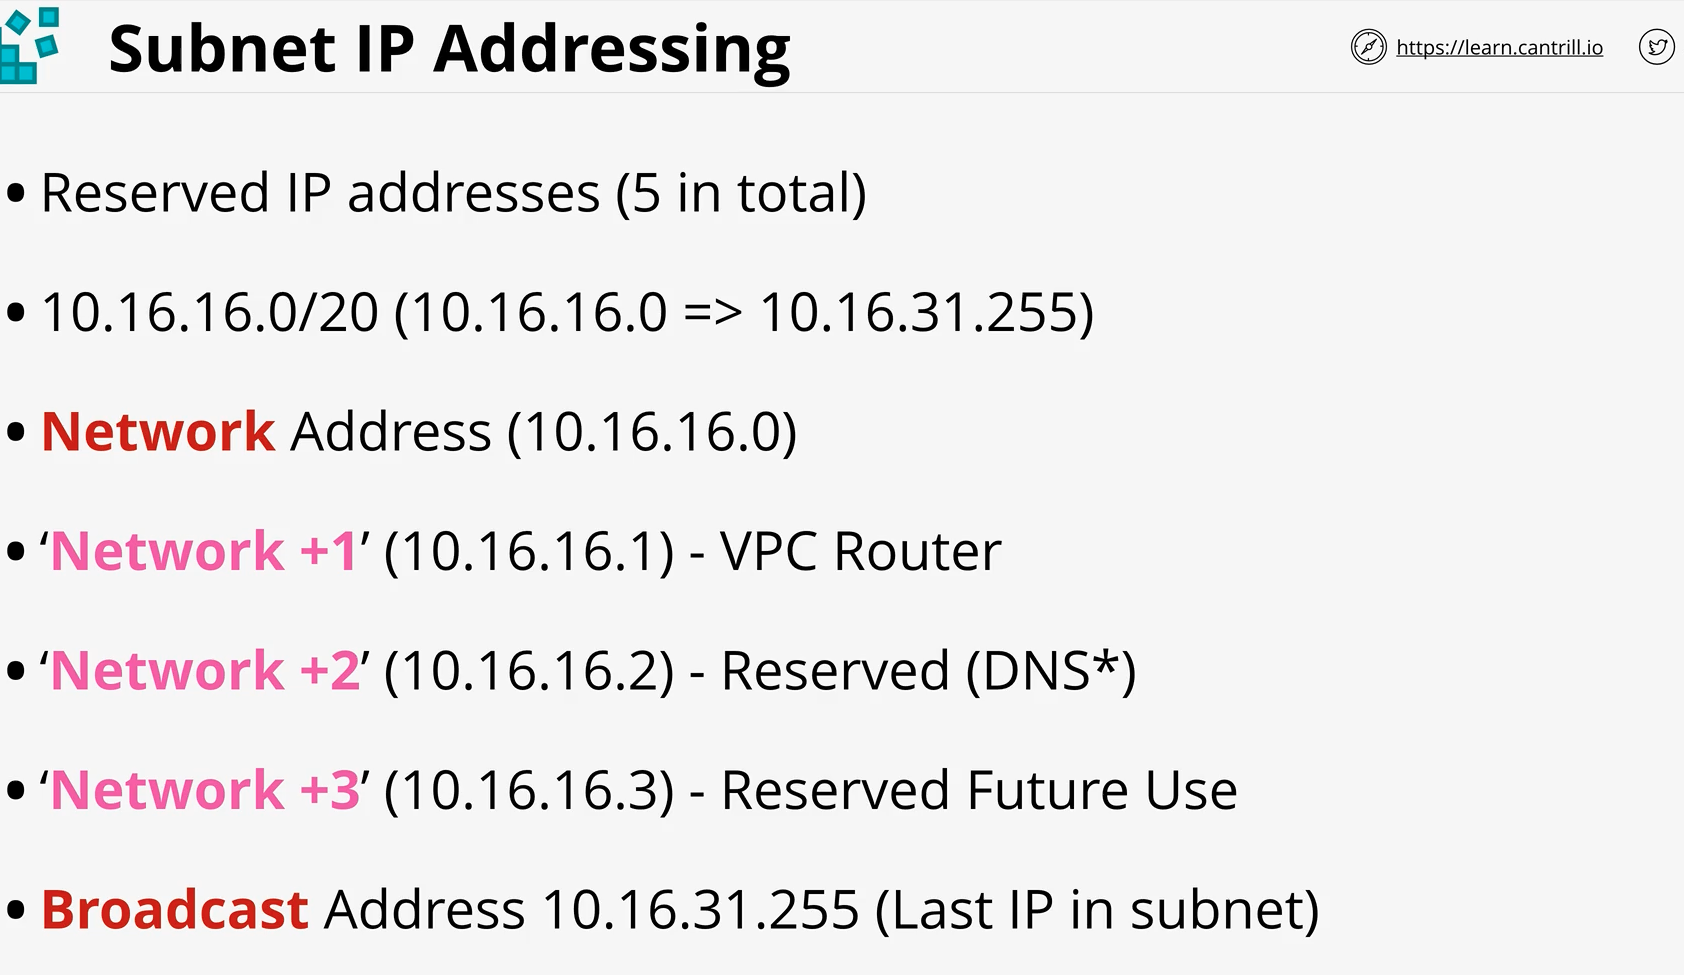 Subnet IP Addressing
https://learn.cantrill.io
• Reserved IP addresses (5 in total)
• 10.16.16.0/20 (10.16.16.0 => 10.16.31.255)
• Network Address (10.16.16.0)
• ‘Network +1’ (10.16.16.1) - VPC Router
• ‘Network +2’ (10.16.16.2) - Reserved (DNS*)
• ‘Network +3’ (10.16.16.3) - Reserved Future Use
• Broadcast Address 10.16.31.255 (Last IP in subnet)